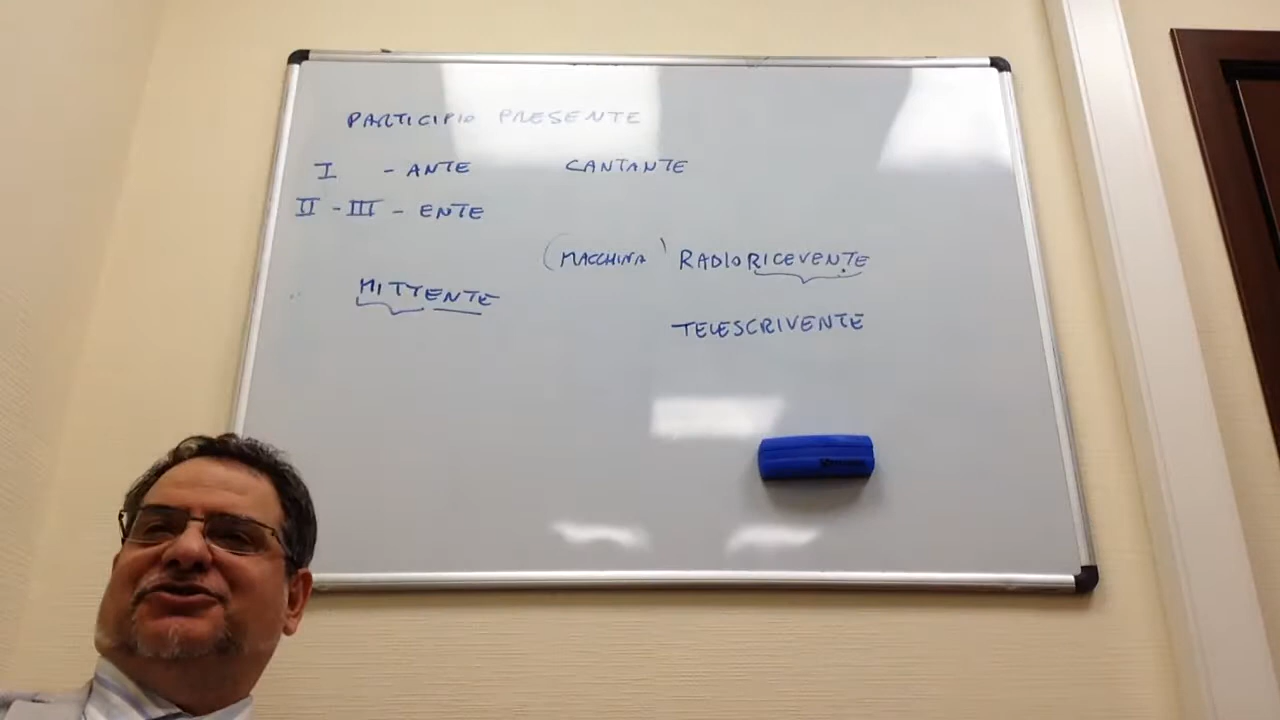 PARTICIPIO PRESENTE
I - ANTE CANTANTE
II - III - ENTE
(MACCHINA) RADIORICEVENTE
MITTENTE
TELESCRIVENTE